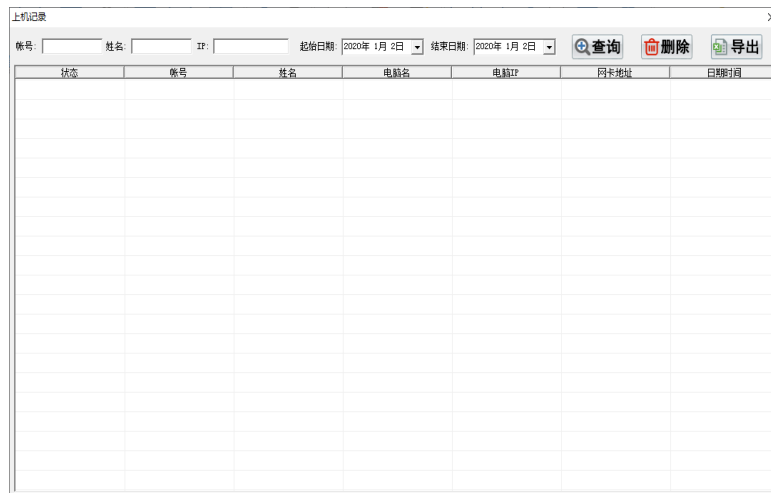 上机记录
帐号: 姓名: IP: 起始日期: 2020年 1月 2日 结束日期: 2020年 1月 2日 查询 删除 导出
状态 帐号 姓名 电脑名 电脑IP 网卡地址 日期时间